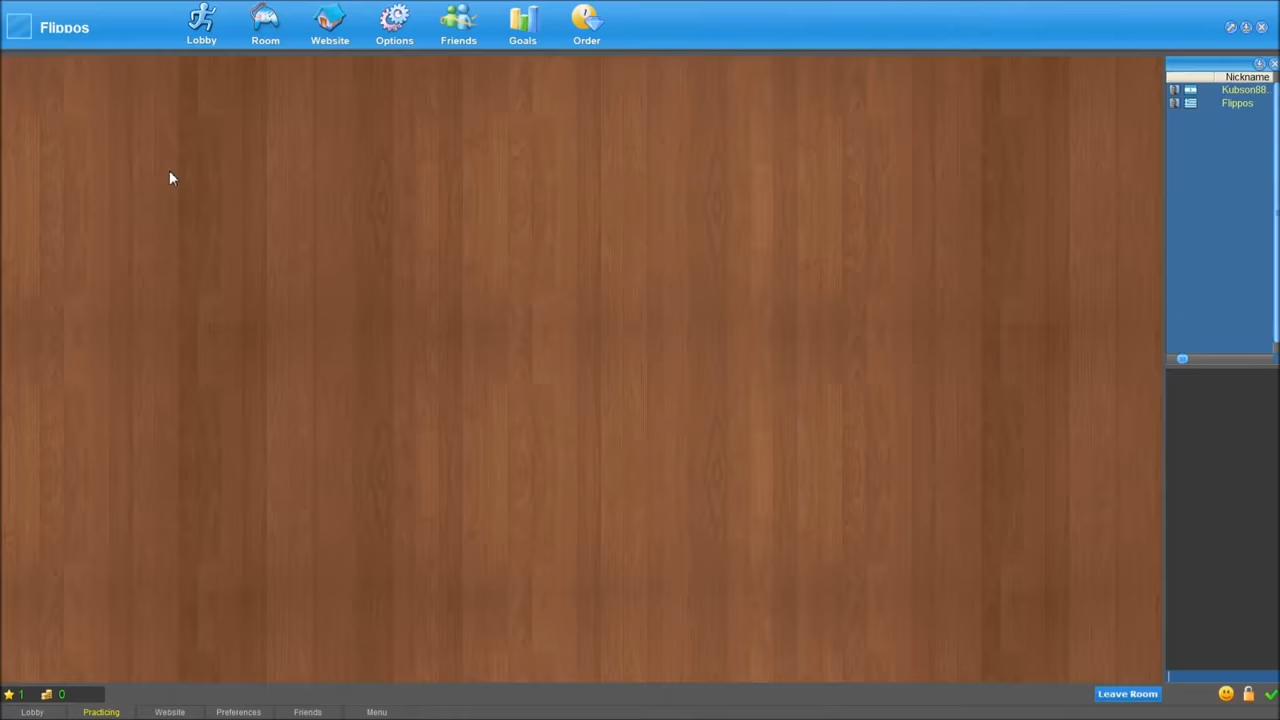 Flippos
Lobby
Room
Website
Options
Friends
Goals
Order
Nickname
Kubson88..
Flippos
1
0
Leave Room
Lobby
Practicing
Website
Preferences
Friends
Menu